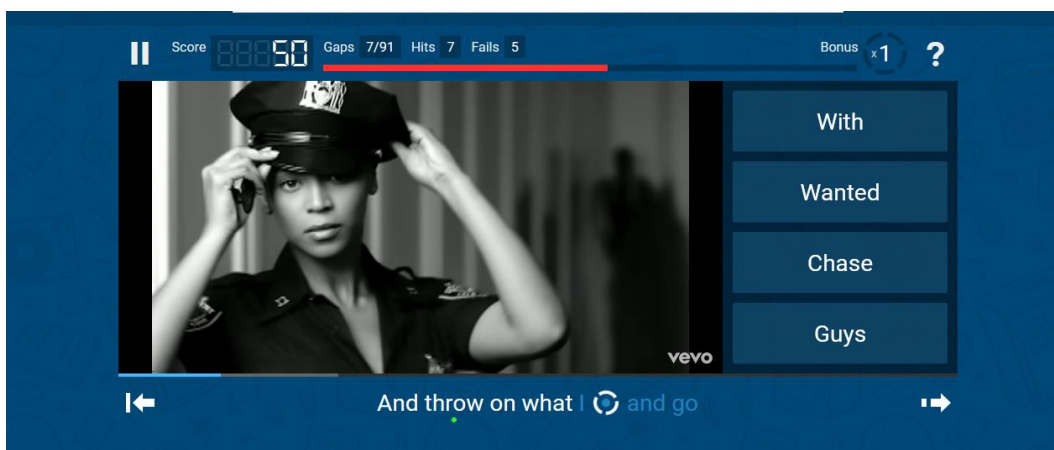 Score 50 Gaps 7/91 Hits 7 Fails 5 Bonus x1 ?
With
Wanted
Chase
Guys
vevo
And throw on what I and go